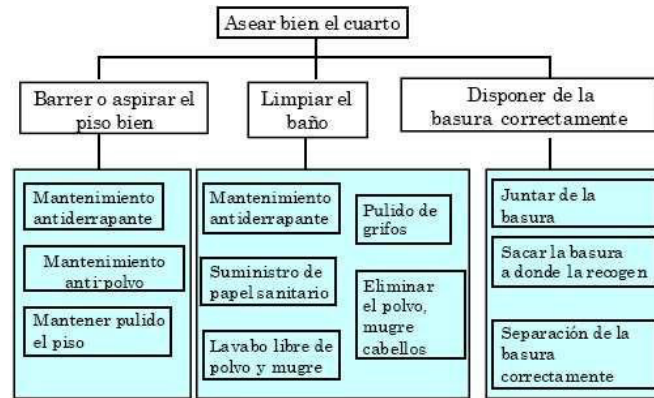 Asear bien el cuarto
Barrer o aspirar el
piso bien
Limpiar el
baño
Disponer de la
basura correctamente
Mantenimiento
antiderrapante
Mantenimiento
anti-polvo
Mantener pulido
el piso
Mantenimiento
antiderrapante
Suministro de
papel sanitario
Lavabo libre de
polvo y mugre
Pulido de
grifos
Eliminar
el polvo,
mugre
cabellos
Juntar de la
basura
Sacar la basura
a donde la recogen
Separación de la
basura
correctamente